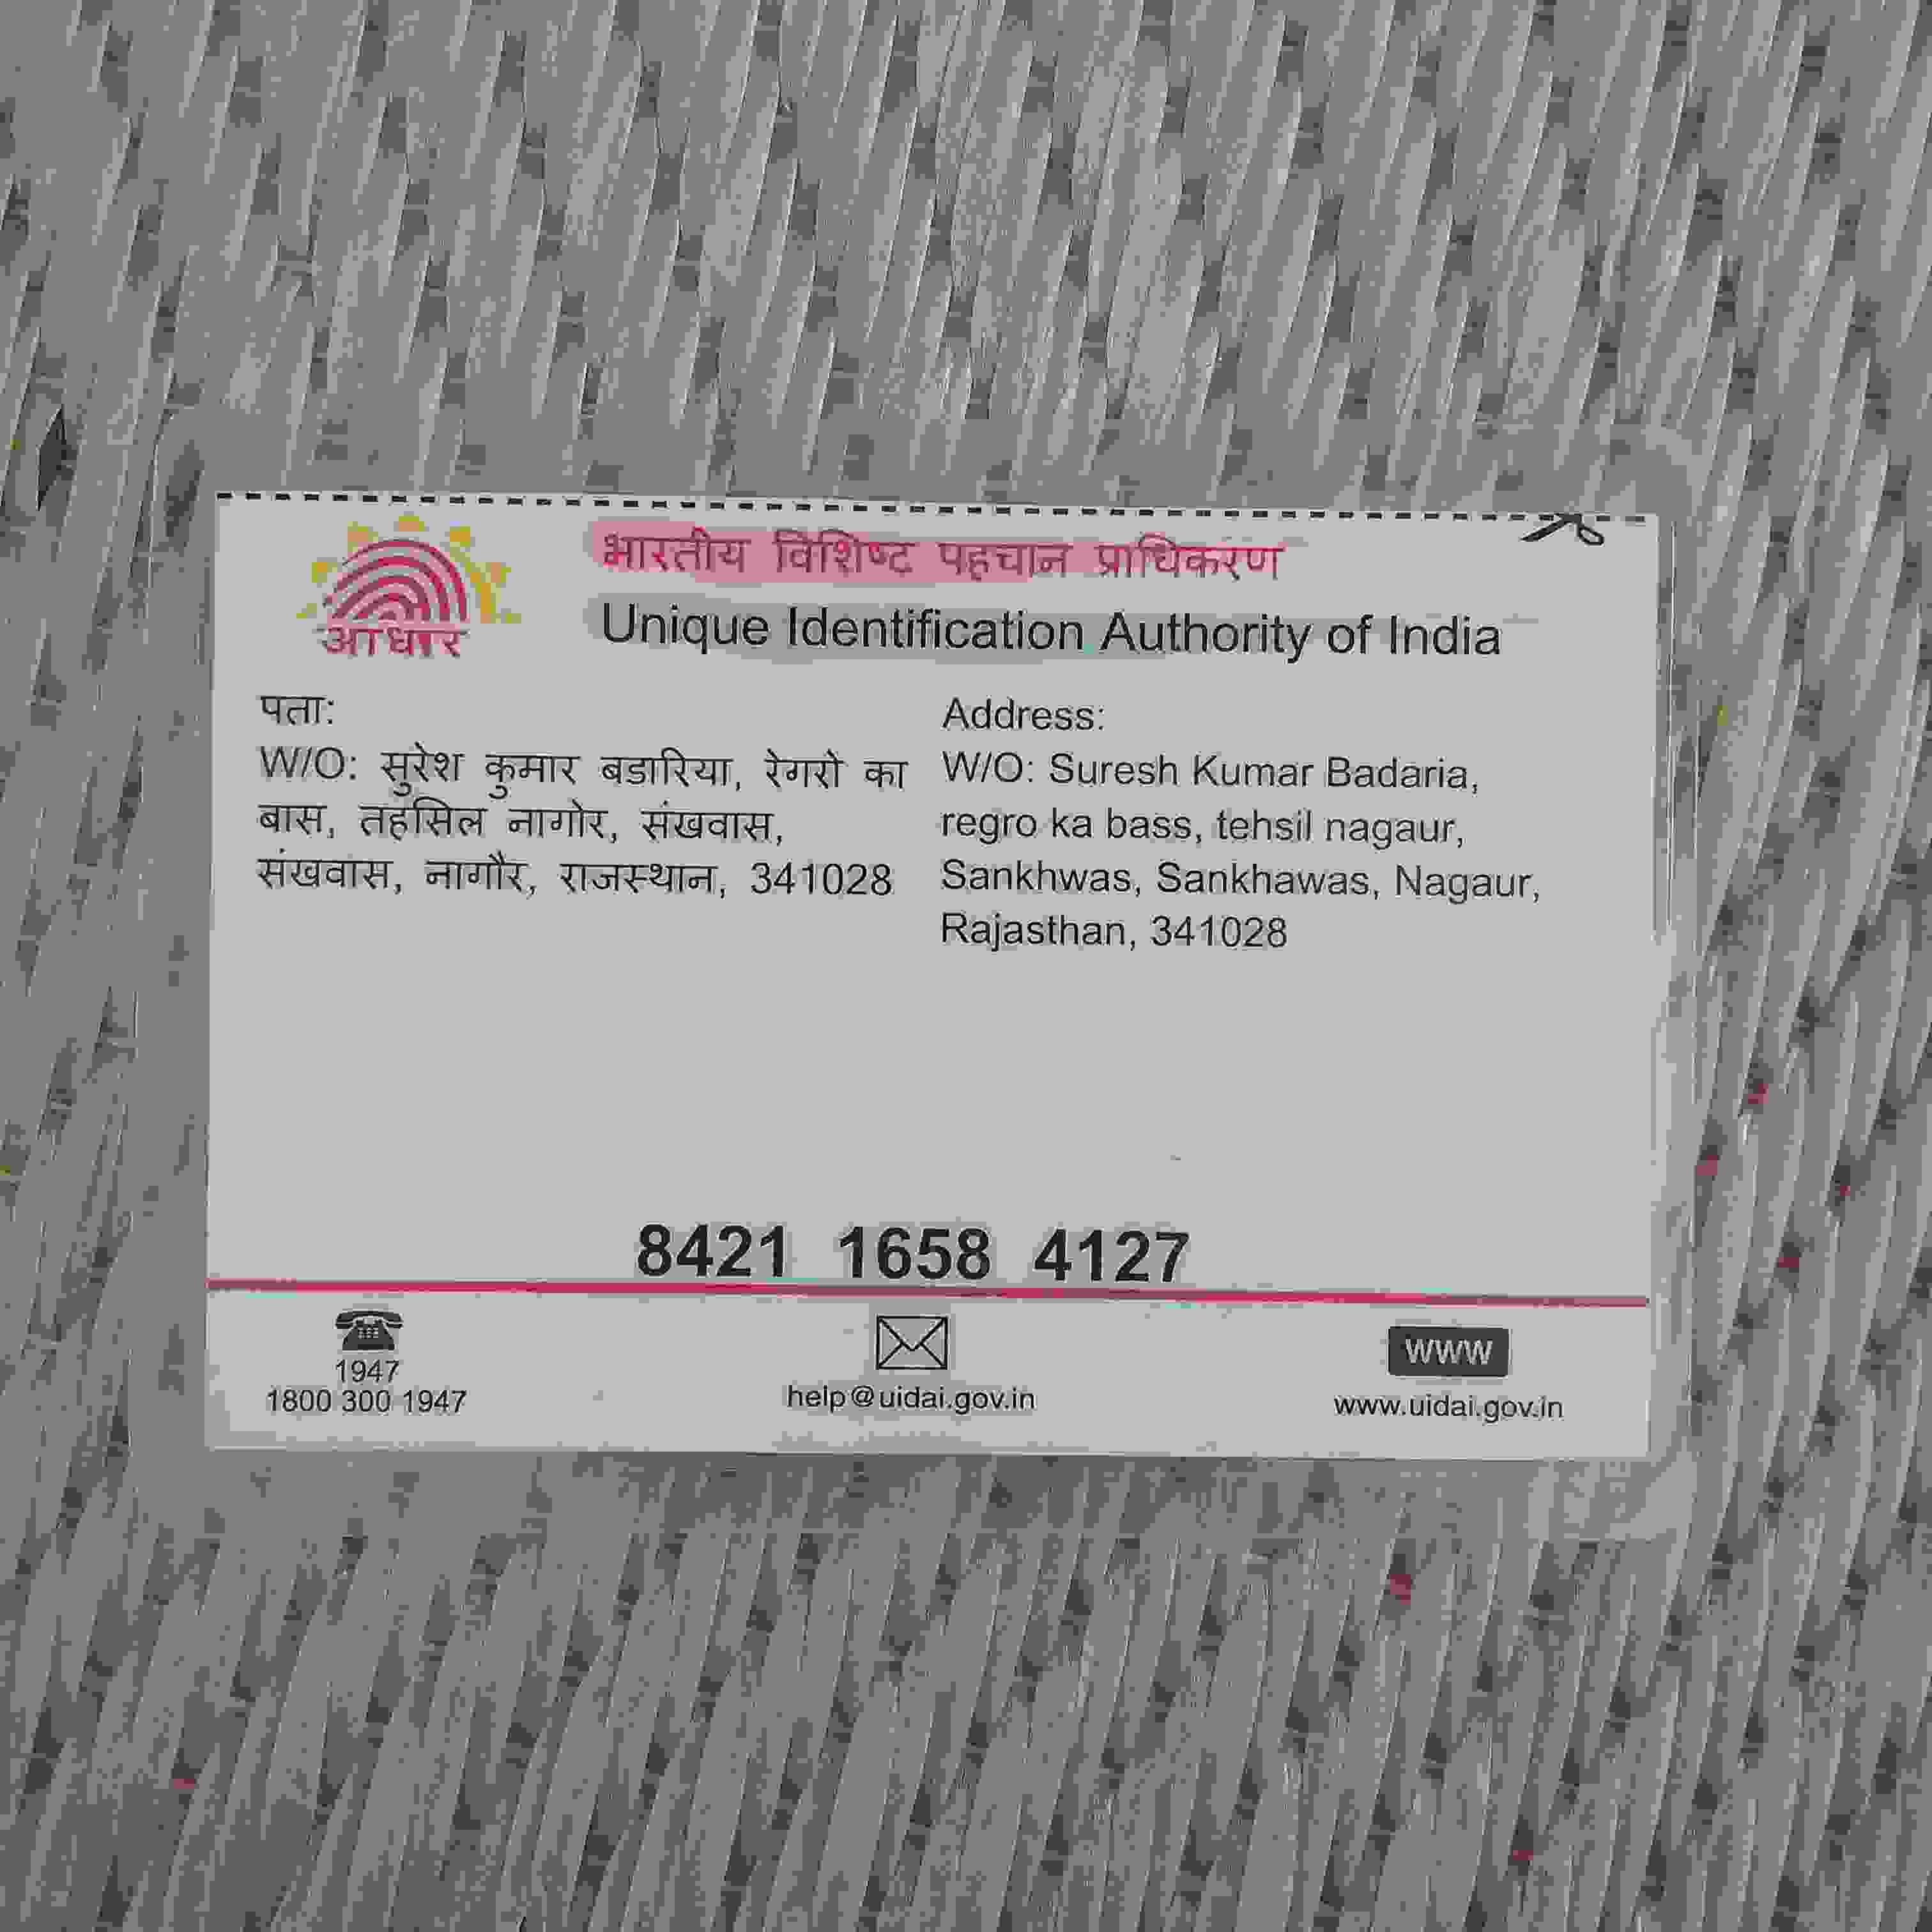 आधार
भारतीय विशिष्ट पहचान प्राधिकरण
Unique Identification Authority of India
पता:
W/O: सुरेश कुमार बडारिया, रेगरो का
बास, तहसिल नागोर, संखवास,
संखवास, नागौर, राजस्थान, 341028
Address:
W/O: Suresh Kumar Badaria,
regro ka bass, tehsil nagaur,
Sankhwas, Sankhawas, Nagaur,
Rajasthan, 341028
8421 1658 4127
1947
1800 300 1947
help@uidai.gov.in
www
www.uidai.gov.in